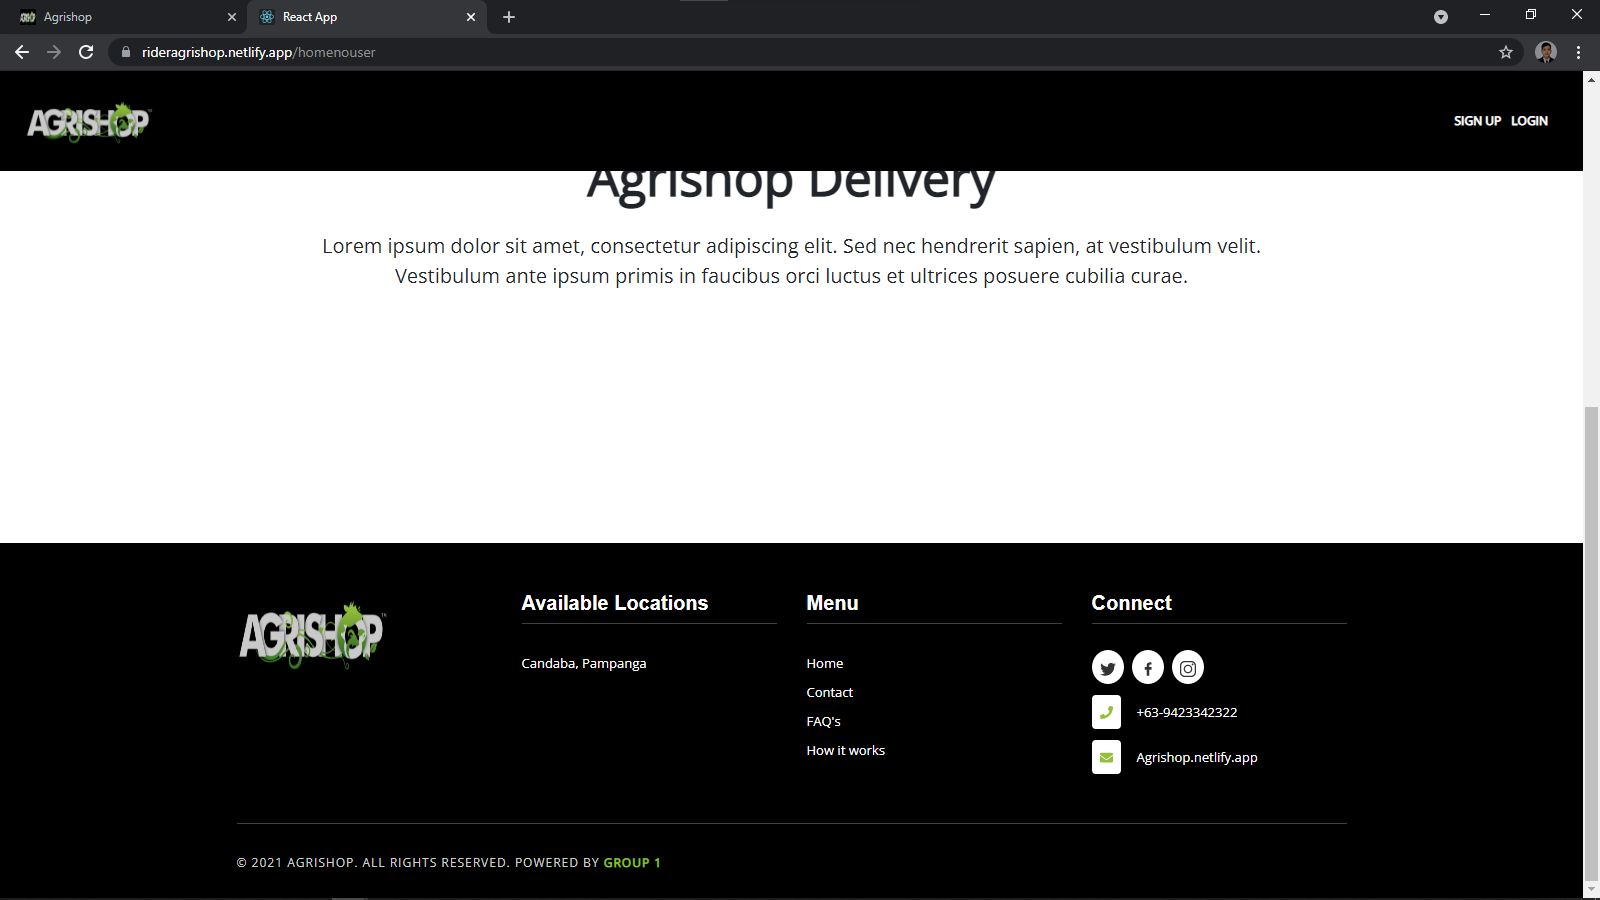 Agrishop
React App
rideragrishop.netlify.app/homenouser
AGRISHOP™
SIGN UP LOGIN
Agrishop Delivery
Lorem ipsum dolor sit amet, consectetur adipiscing elit. Sed nec hendrerit sapien, at vestibulum velit.
Vestibulum ante ipsum primis in faucibus orci luctus et ultrices posuere cubilia curae.
AGRISHOP™
Available Locations
Candaba, Pampanga
Menu
Home
Contact
FAQ's
How it works
Connect
+63-9423342322
Agrishop.netlify.app
© 2021 AGRISHOP. ALL RIGHTS RESERVED. POWERED BY GROUP 1